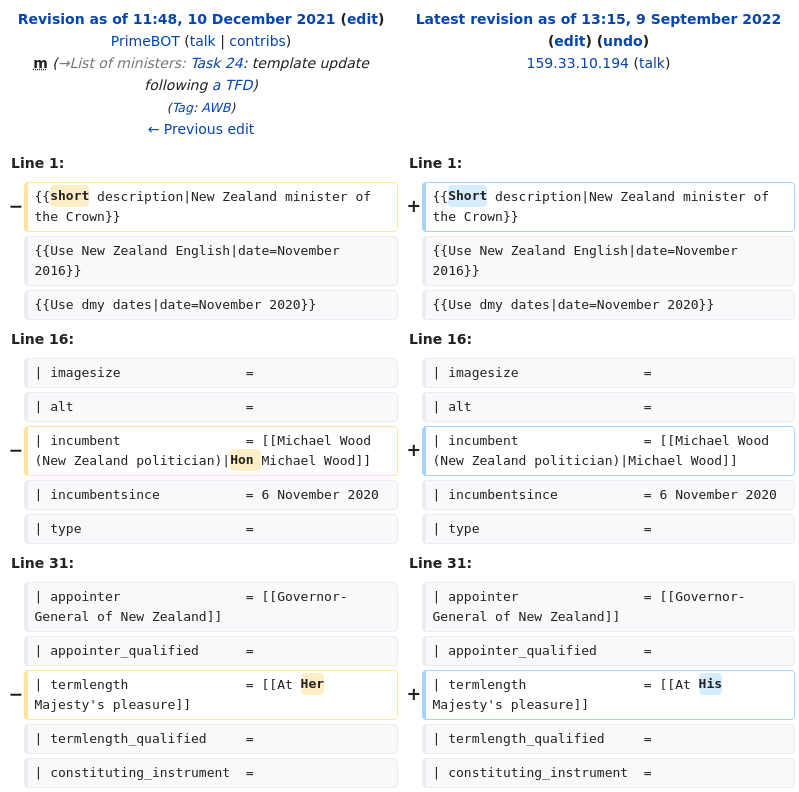 Revision as of 11:48, 10 December 2021 (edit)
PrimeBOT (talk | contribs)
m (→List of ministers: Task 24: template update
following a TFD)
(Tag: AWB)
← Previous edit
Latest revision as of 13:15, 9 September 2022
(edit) (undo)
159.33.10.194 (talk)
Line 1:
Line 1:
− {{short description|New Zealand minister of
the Crown}}
+ {{Short description|New Zealand minister of
the Crown}}
{{Use New Zealand English|date=November
2016}}
{{Use New Zealand English|date=November
2016}}
{{Use dmy dates|date=November 2020}}
{{Use dmy dates|date=November 2020}}
Line 16:
Line 16:
| imagesize                =
| imagesize                =
| alt                      =
| alt                      =
− | incumbent                = [[Michael Wood
(New Zealand politician)|Hon Michael Wood]]
+ | incumbent                = [[Michael Wood
(New Zealand politician)|Michael Wood]]
| incumbentsince           = 6 November 2020
| incumbentsince           = 6 November 2020
| type                     =
| type                     =
Line 31:
Line 31:
| appointer                = [[Governor-
General of New Zealand]]
| appointer                = [[Governor-
General of New Zealand]]
| appointer_qualified      =
| appointer_qualified      =
− | termlength               = [[At Her
Majesty's pleasure]]
+ | termlength               = [[At His
Majesty's pleasure]]
| termlength_qualified     =
| termlength_qualified     =
| constituting_instrument  =
| constituting_instrument  =